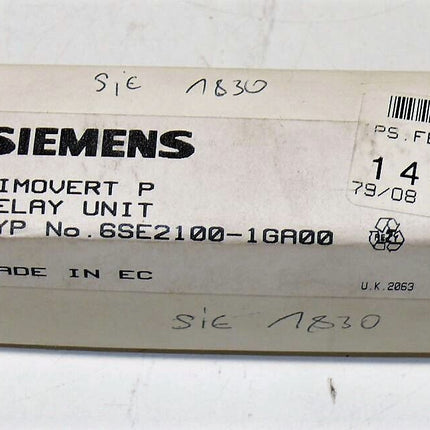 SiE 1830
SIEMENS
IMOVERT P
ELAY UNIT
YP No.6SE2100-1GA00
ADE IN EC
PS.FE
14
79/08
RESY
U.K.2063
SiE 1830